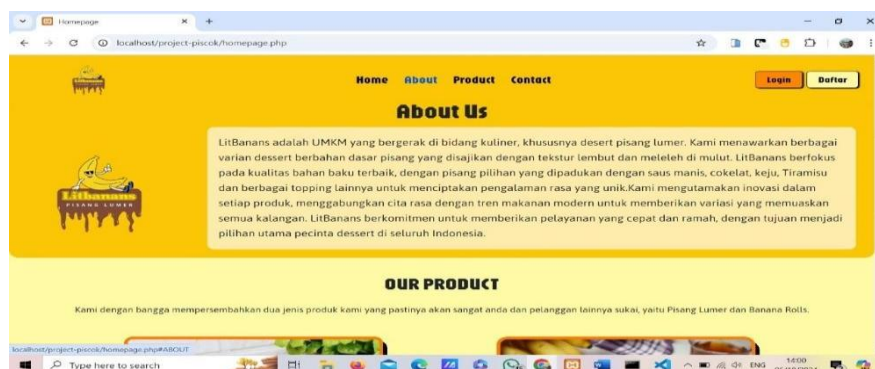 Homepage
localhost/project-piscok/homepage.php
Home About Product Contact
Login Daftar
About Us
LitBanans adalah UMKM yang bergerak di bidang kuliner, khususnya desert pisang lumer. Kami menawarkan berbagai
varian dessert berbahan dasar pisang yang disajikan dengan tekstur lembut dan meleleh di mulut. LitBanans berfokus
pada kualitas bahan baku terbaik, dengan pisang pilihan yang dipadukan dengan saus manis, cokelat, keju, Tiramisu
dan berbagai topping lainnya untuk menciptakan pengalaman rasa yang unik.Kami mengutamakan inovasi dalam
setiap produk, menggabungkan cita rasa dengan tren makanan modern untuk memberikan variasi yang memuaskan
semua kalangan. LitBanans berkomitmen untuk memberikan pelayanan yang cepat dan ramah, dengan tujuan menjadi
pilihan utama pecinta dessert di seluruh Indonesia.
Litbanans
PISANG LUMER
OUR PRODUCT
Kami dengan bangga mempersembahkan dua jenis produk kami yang pastinya akan sangat anda dan pelanggan lainnya sukai, yaitu Pisang Lumer dan Banana Rolls.
localhost/project-piscok/homepage.php#ABOUT
Type here to search
ENG
14:00